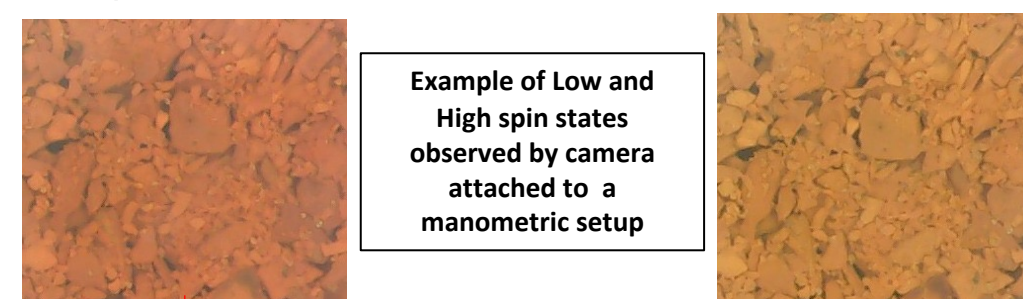 Example of Low and
High spin states
observed by camera
attached to a
manometric setup